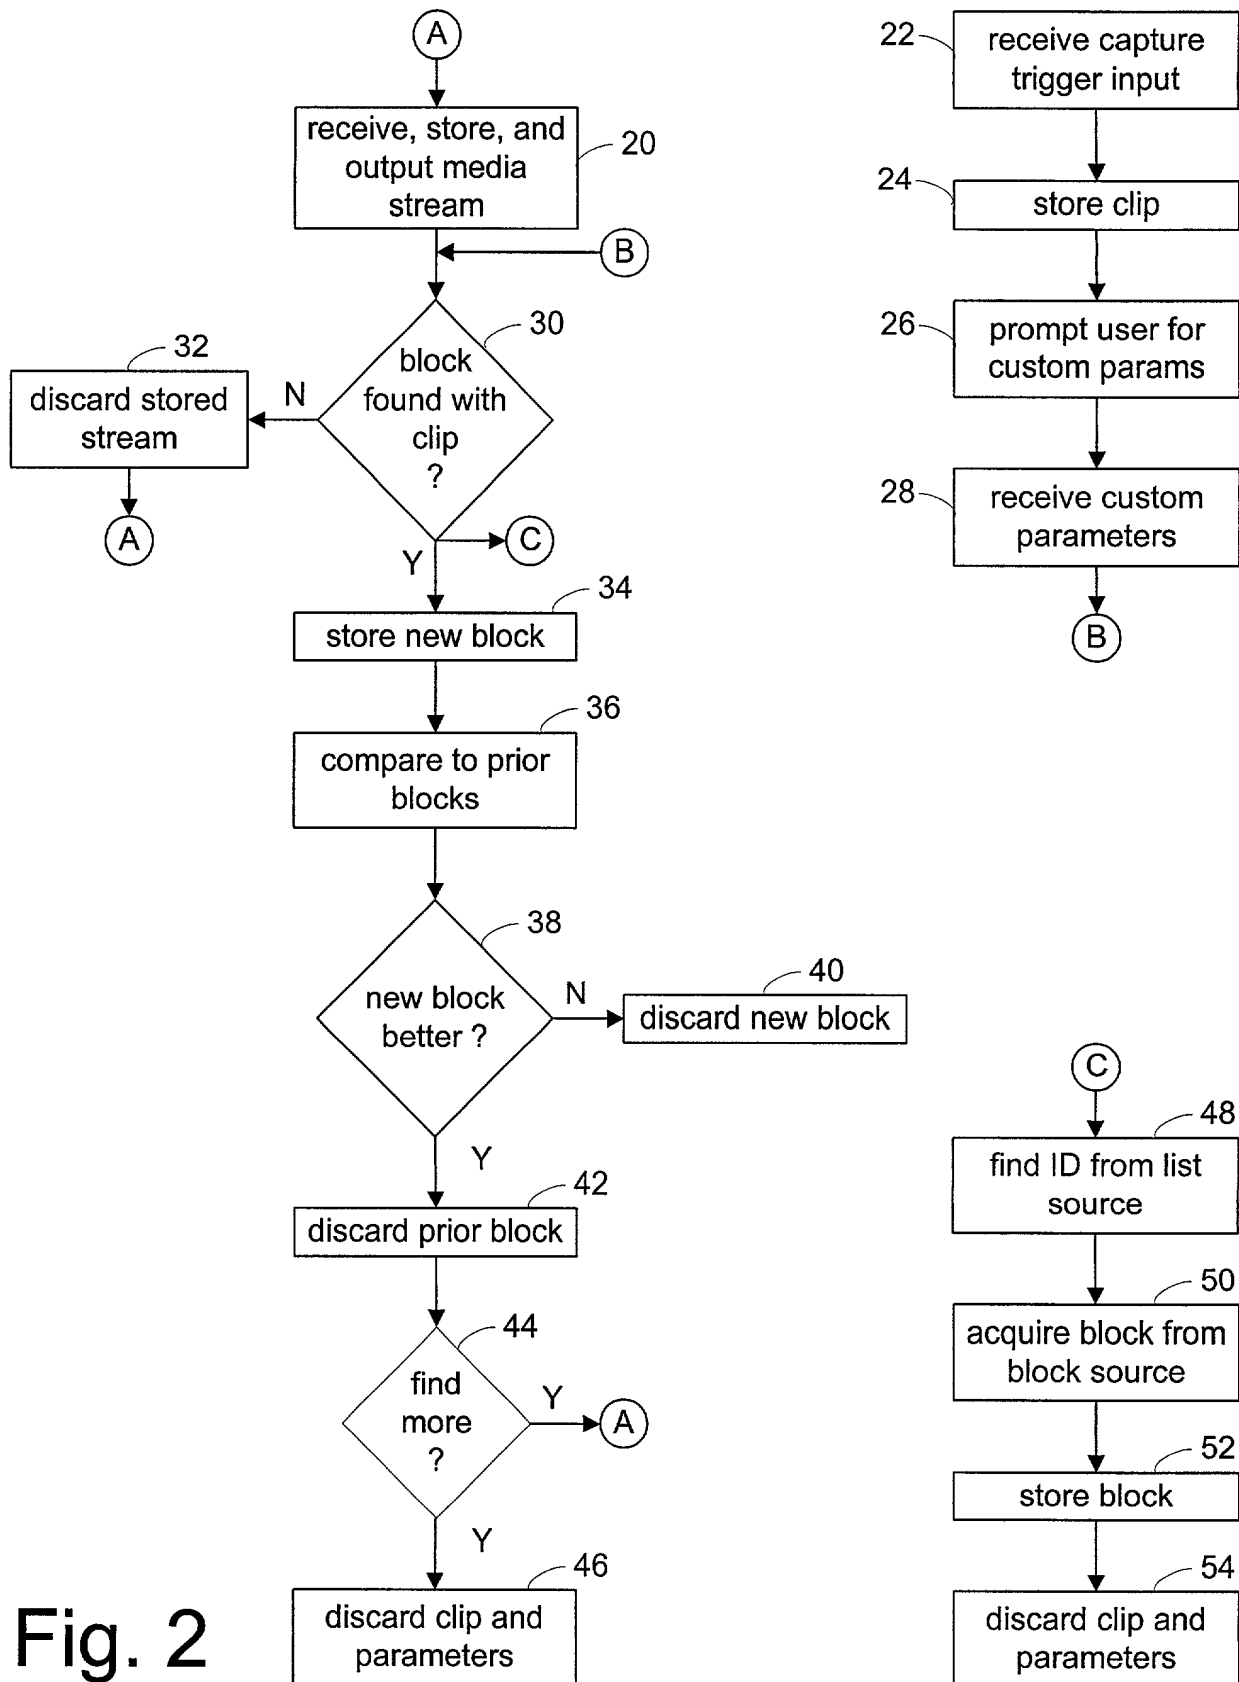 A
receive, store, and
output media
stream
20
B
30
block
found with
clip
?
N
32
discard stored
stream
A
Y
C
34
store new block
36
compare to prior
blocks
38
new block
better ?
N
40
discard new block
Y
42
discard prior block
44
find
more
?
Y
A
Y
46
discard clip and
parameters
22
receive capture
trigger input
24
store clip
26
prompt user for
custom params
28
receive custom
parameters
B
C
48
find ID from list
source
50
acquire block from
block source
52
store block
54
discard clip and
parameters
Fig. 2